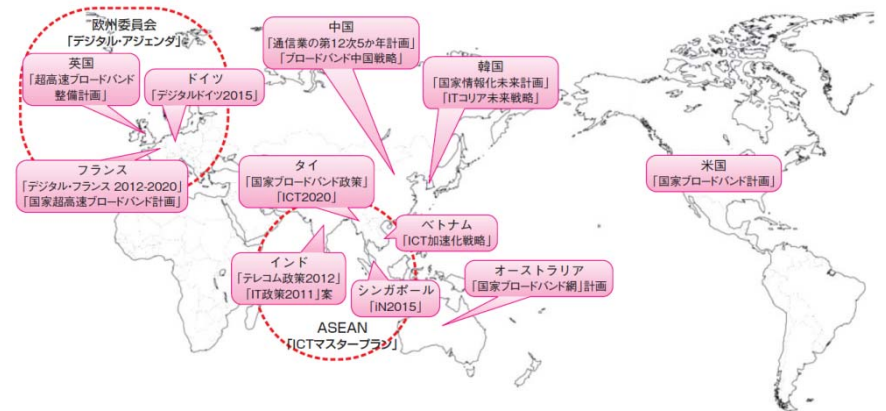 欧州委員会
「デジタル・アジェンダ」
英国
「超高速ブロードバンド
整備計画」
ドイツ
「デジタルドイツ2015」
フランス
「デジタル・フランス 2012-2020」
「国家超高速ブロードバンド計画」
中国
「通信業の第12次5か年計画」
「ブロードバンド中国戦略」
韓国
「国家情報化未来計画」
「ITコリア未来戦略」
タイ
「国家ブロードバンド政策」
「ICT2020」
ベトナム
「ICT加速化戦略」
インド
「テレコム政策2012」
「IT政策2011」案
シンガポール
「iN2015」
オーストラリア
「国家ブロードバンド網」計画
ASEAN
「ICTマスタープラン」
米国
「国家ブロードバンド計画」